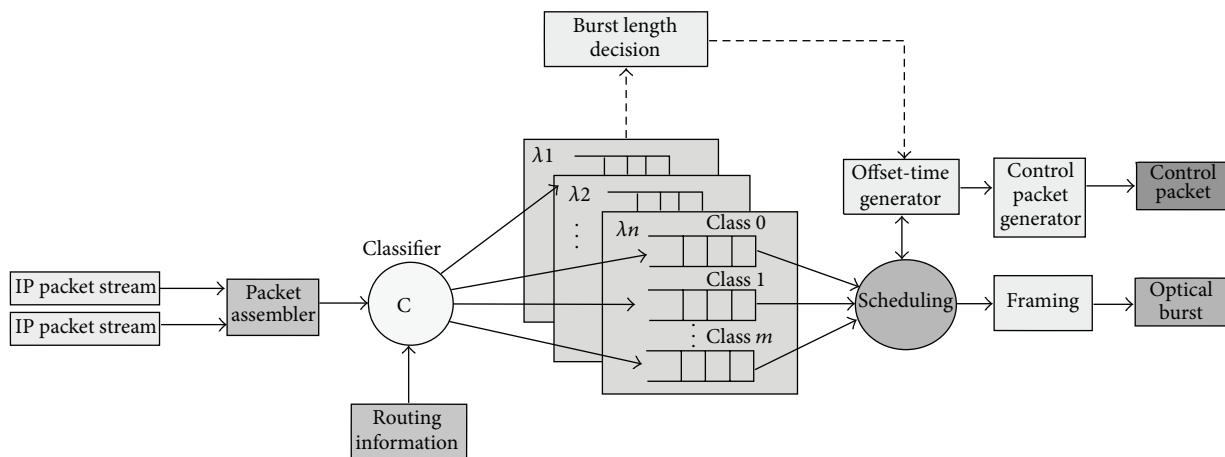 Burst length
decision
λ1
λ2
⋮
λn
Class 0
Class 1
⋮
Class m
Classifier
C
IP packet stream
IP packet stream
Packet
assembler
Routing
information
Offset-time
generator
Control
packet
generator
Control
packet
Scheduling
Framing
Optical
burst